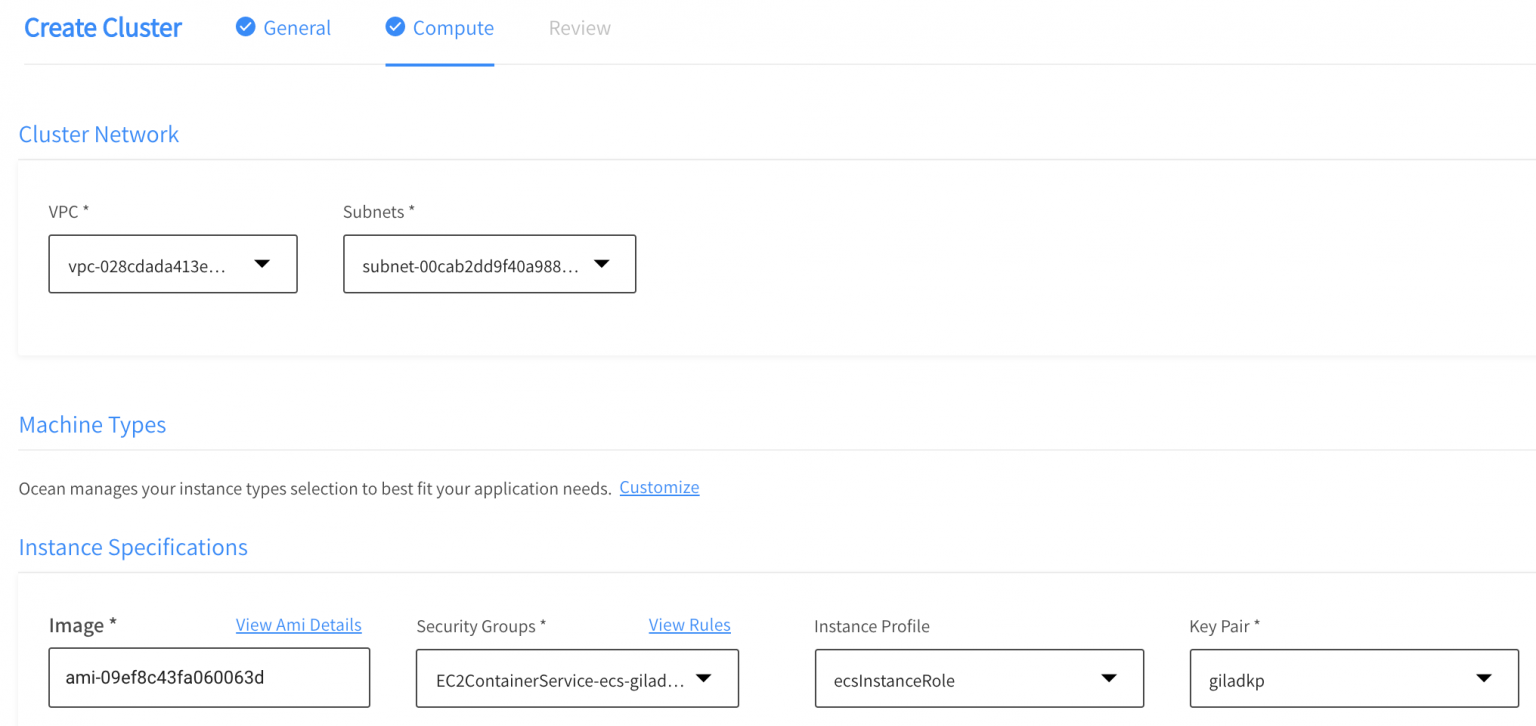 Create Cluster General Compute Review
Cluster Network
VPC * Subnets *
vpc-028cdada413e... subnet-00cab2dd9f40a988...
Machine Types
Ocean manages your instance types selection to best fit your application needs. Customize
Instance Specifications
Image * View Ami Details Security Groups * View Rules Instance Profile Key Pair *
ami-09ef8c43fa060063d EC2ContainerService-ecs-gilad... ecsInstanceRole giladkp